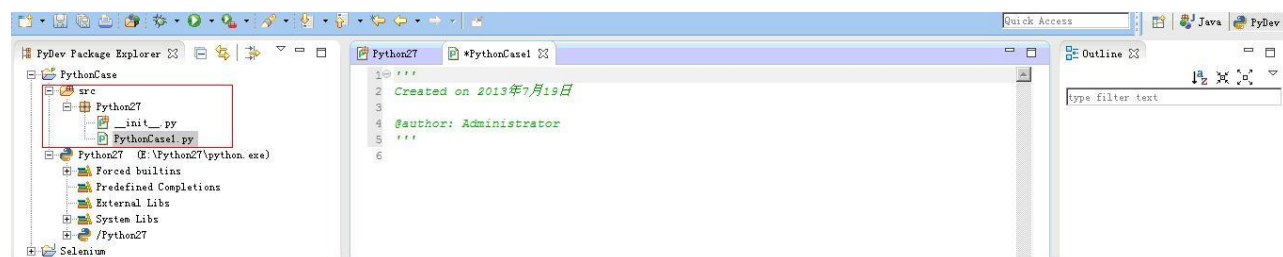 Quick Access
Java
PyDev
PyDev Package Explorer
PythonCase
src
Python27
__init__.py
PythonCase1.py
Python27 (E:\Python27\python.exe)
Forced builtins
Predefined Completions
External Libs
System Libs
/Python27
Selenium
Python27
*PythonCase1
1 '''
2 Created on 2013年7月19日
3
4 @author: Administrator
5 '''
6
Outline
type filter text